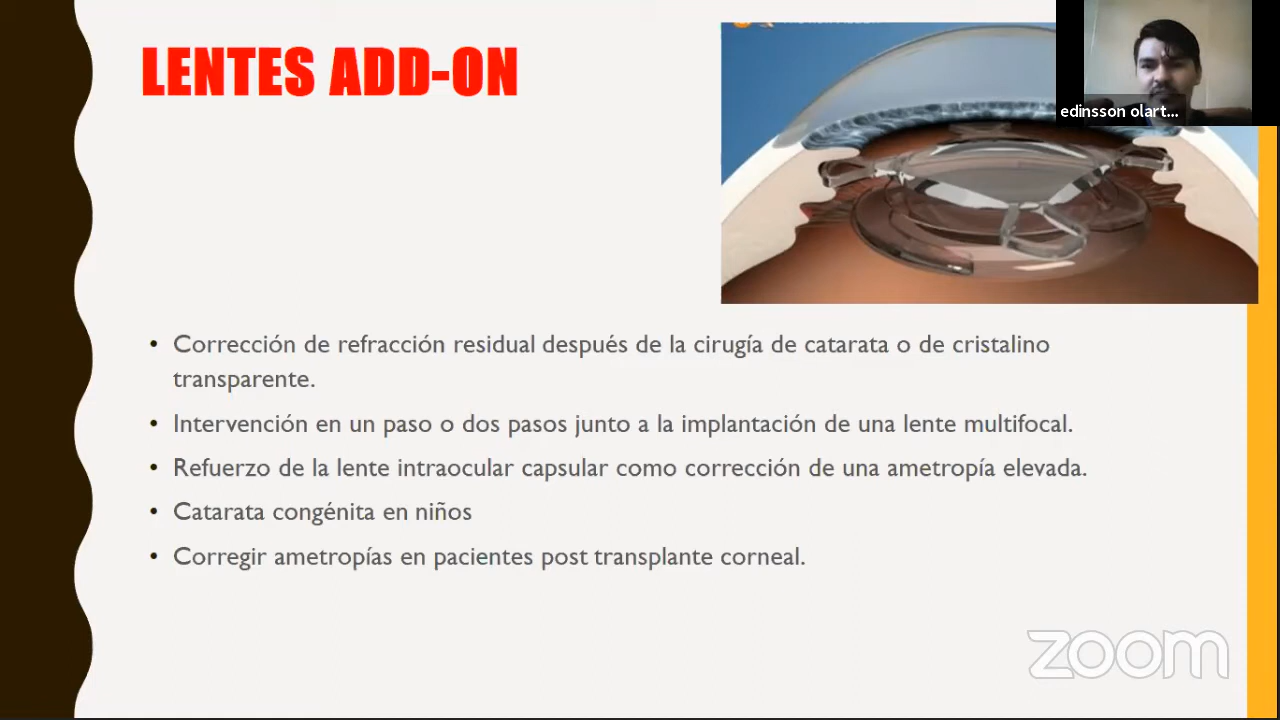 LENTES ADD-ON
edinsson olart...
• Corrección de refracción residual después de la cirugía de catarata o de cristalino
transparente.
• Intervención en un paso o dos pasos junto a la implantación de una lente multifocal.
• Refuerzo de la lente intraocular capsular como corrección de una ametropía elevada.
• Catarata congénita en niños
• Corregir ametropías en pacientes post transplante corneal.
zoom